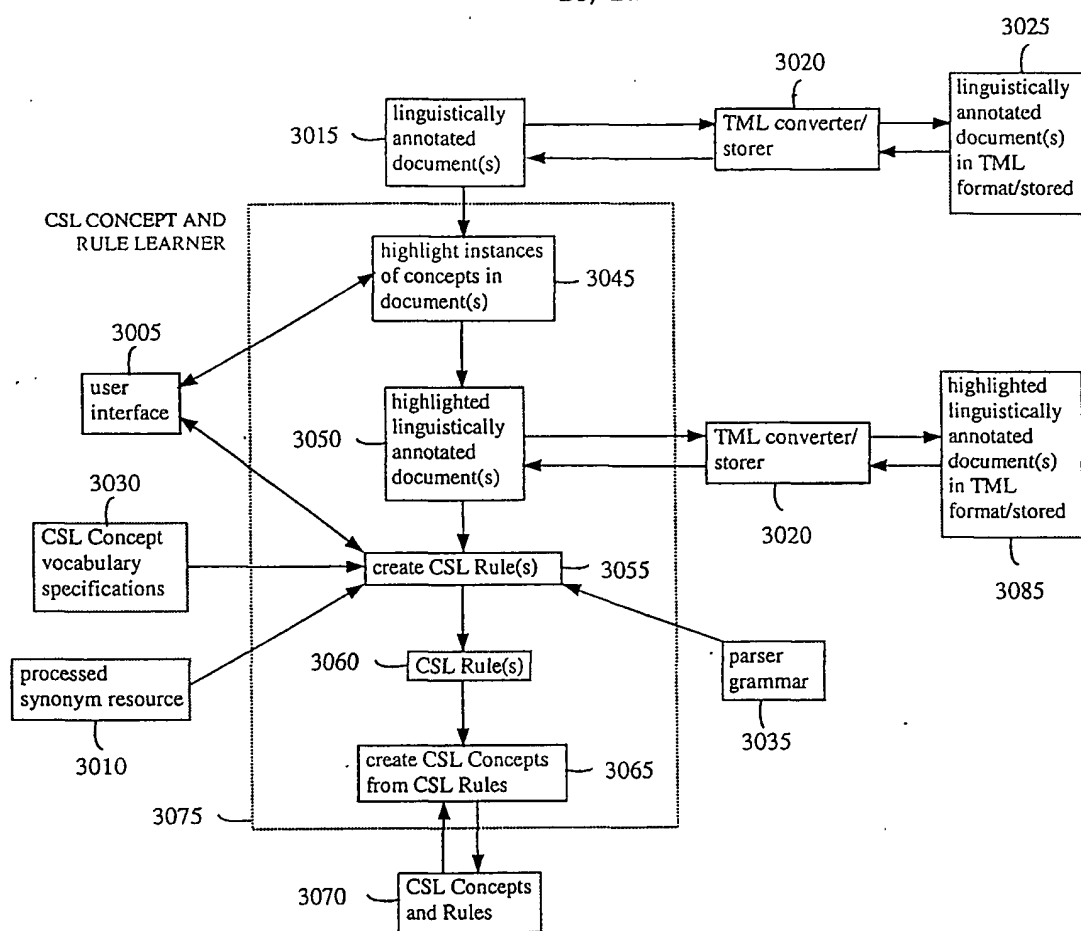 3025
3020
linguistically
annotated
document(s)
in TML
format/stored
3015
linguistically
annotated
document(s)
TML converter/
storer
CSL CONCEPT AND
RULE LEARNER
highlight instances
of concepts in
document(s)
3045
3005
user
interface
3050
highlighted
linguistically
annotated
document(s)
TML converter/
storer
3020
highlighted
linguistically
annotated
document(s)
in TML
format/stored
3085
3030
CSL Concept
vocabulary
specifications
create CSL Rule(s)
3055
3060
CSL Rule(s)
processed
synonym resource
3010
parser
grammar
3035
create CSL Concepts
from CSL Rules
3065
3075
3070
CSL Concepts
and Rules